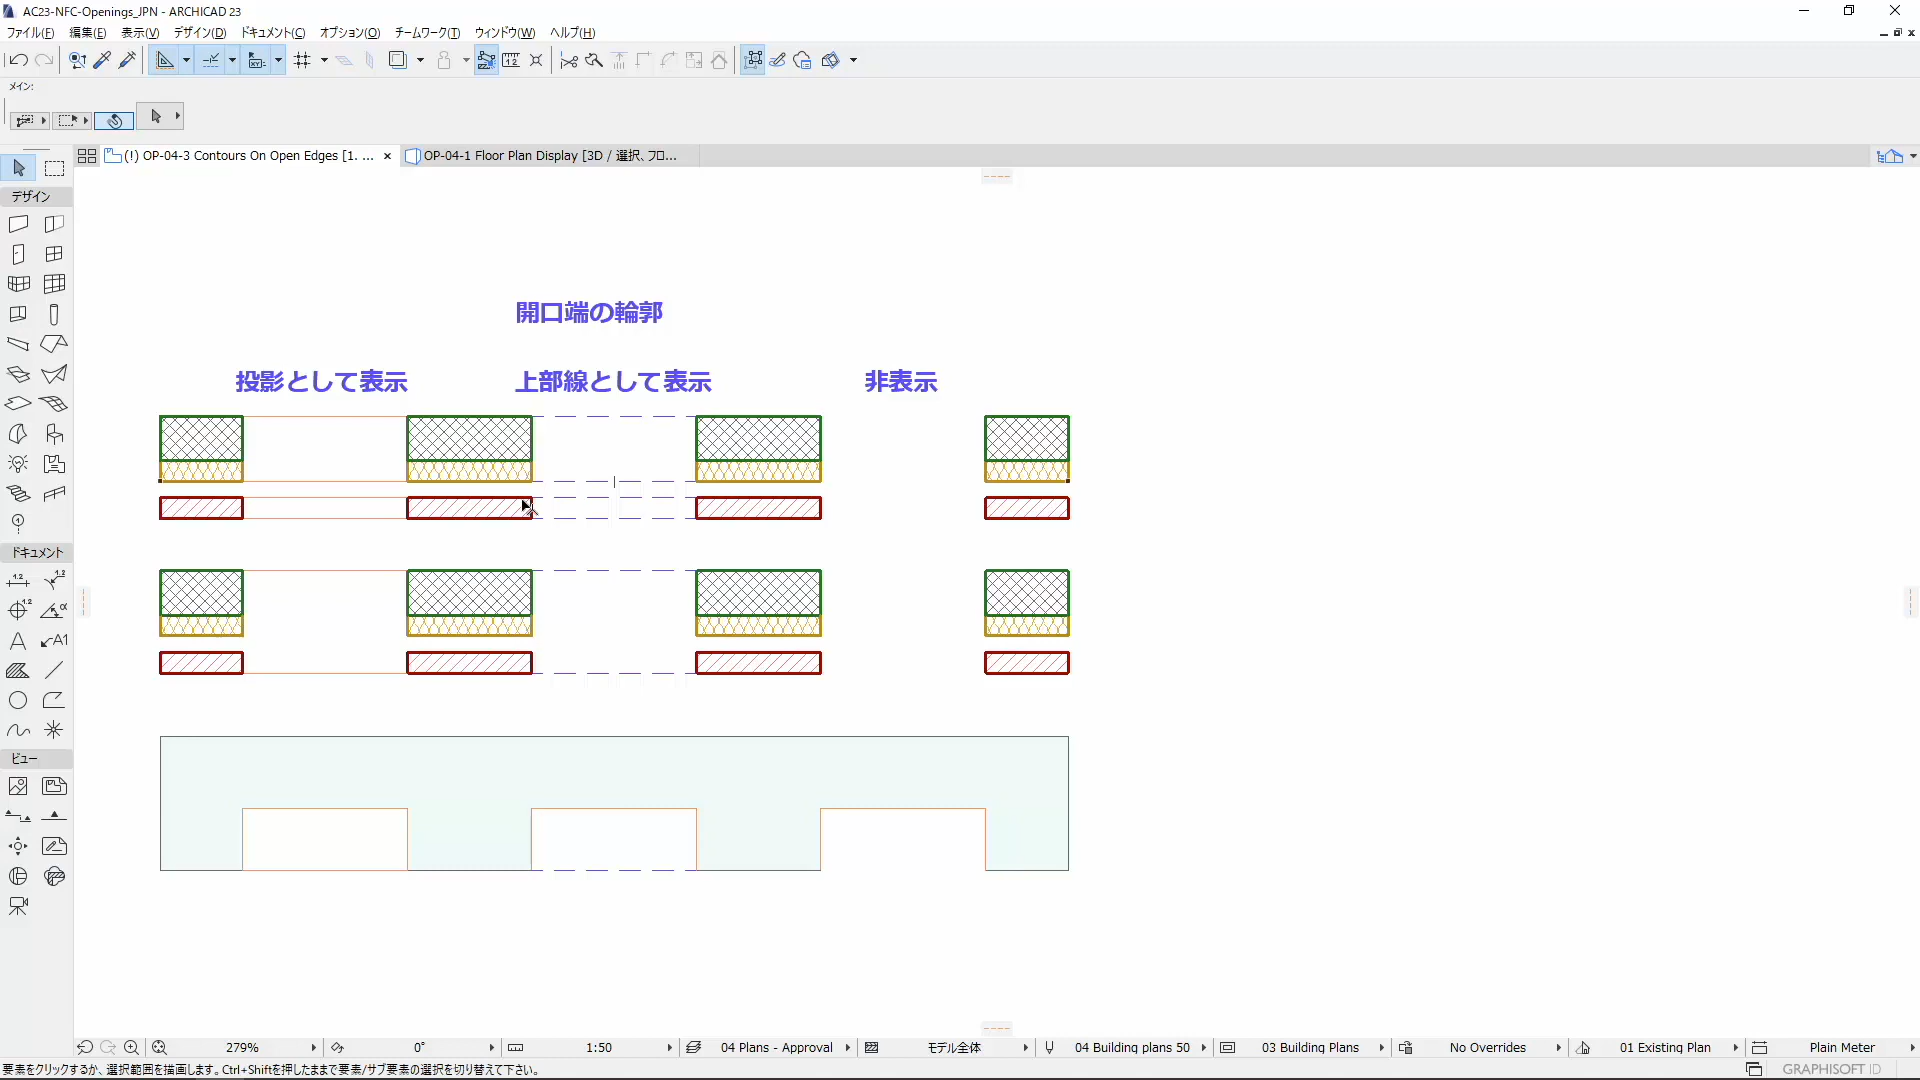 AC23-NFC-Openings_JPN - ARCHICAD 23
ファイル(F) 編集(E) 表示(V) デザイン(D) ドキュメント(C) オプション(O) チームワーク(T) ウィンドウ(W) ヘルプ(H)
メイン:
(!) OP-04-3 Contours On Open Edges [1. ...
OP-04-1 Floor Plan Display [3D / 選択、フロ...
デザイン
開口端の輪郭
投影として表示 上部線として表示 非表示
ドキュメント
ビュー
279% 0° 1:50 04 Plans - Approval モデル全体 04 Building plans 50 03 Building Plans No Overrides 01 Existing Plan Plain Meter
要素をクリックするか、選択範囲を描画します。Ctrl+Shiftを押したままで要素/サブ要素の選択を切り替えて下さい。
GRAPHISOFT ID